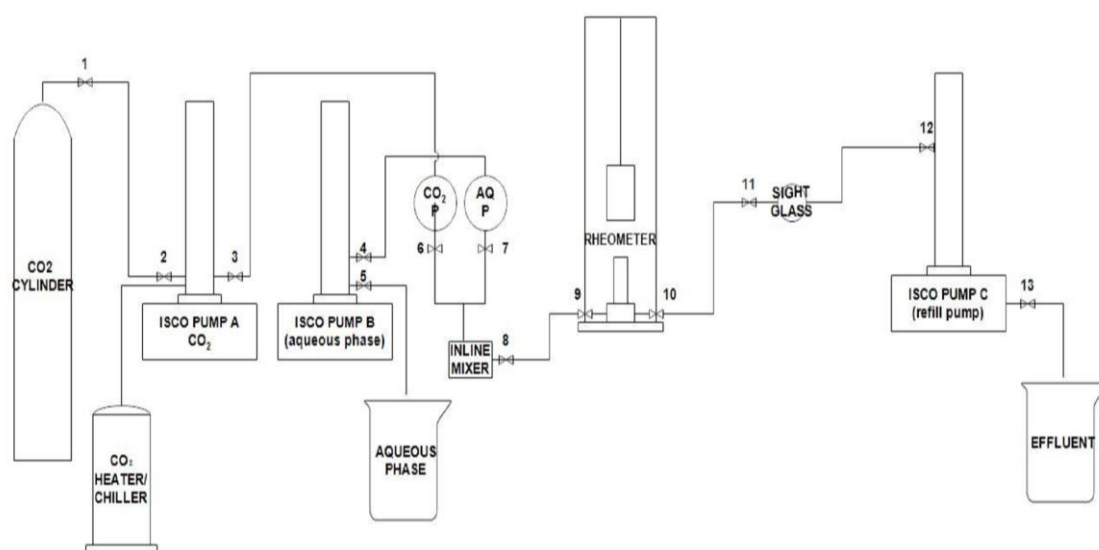 1
12
CO₂
P
AQ
P
11
SIGHT
GLASS
4
6
7
RHEOMETER
2
3
5
CO2
CYLINDER
9
10
ISCO PUMP A
CO₂
ISCO PUMP B
(aqueous phase)
ISCO PUMP C
(refill pump)
13
8
INLINE
MIXER
AQUEOUS
PHASE
EFFLUENT
CO₂
HEATER/
CHILLER